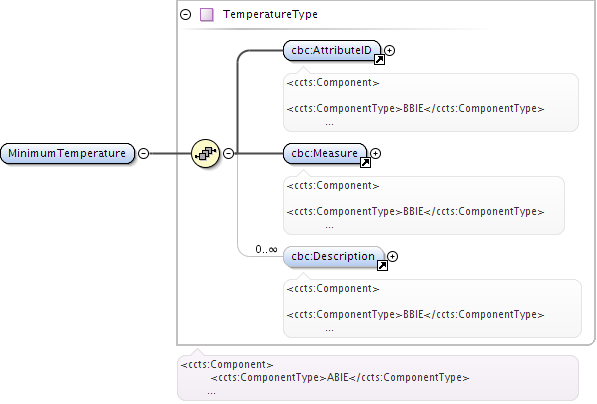 TemperatureType
cbc:AttributeID
<ccts:Component>
<ccts:ComponentType>BBIE</ccts:ComponentType>
...
MinimumTemperature
cbc:Measure
<ccts:Component>
<ccts:ComponentType>BBIE</ccts:ComponentType>
...
0..∞
cbc:Description
<ccts:Component>
<ccts:ComponentType>BBIE</ccts:ComponentType>
...
<ccts:Component>
<ccts:ComponentType>ABIE</ccts:ComponentType>
...